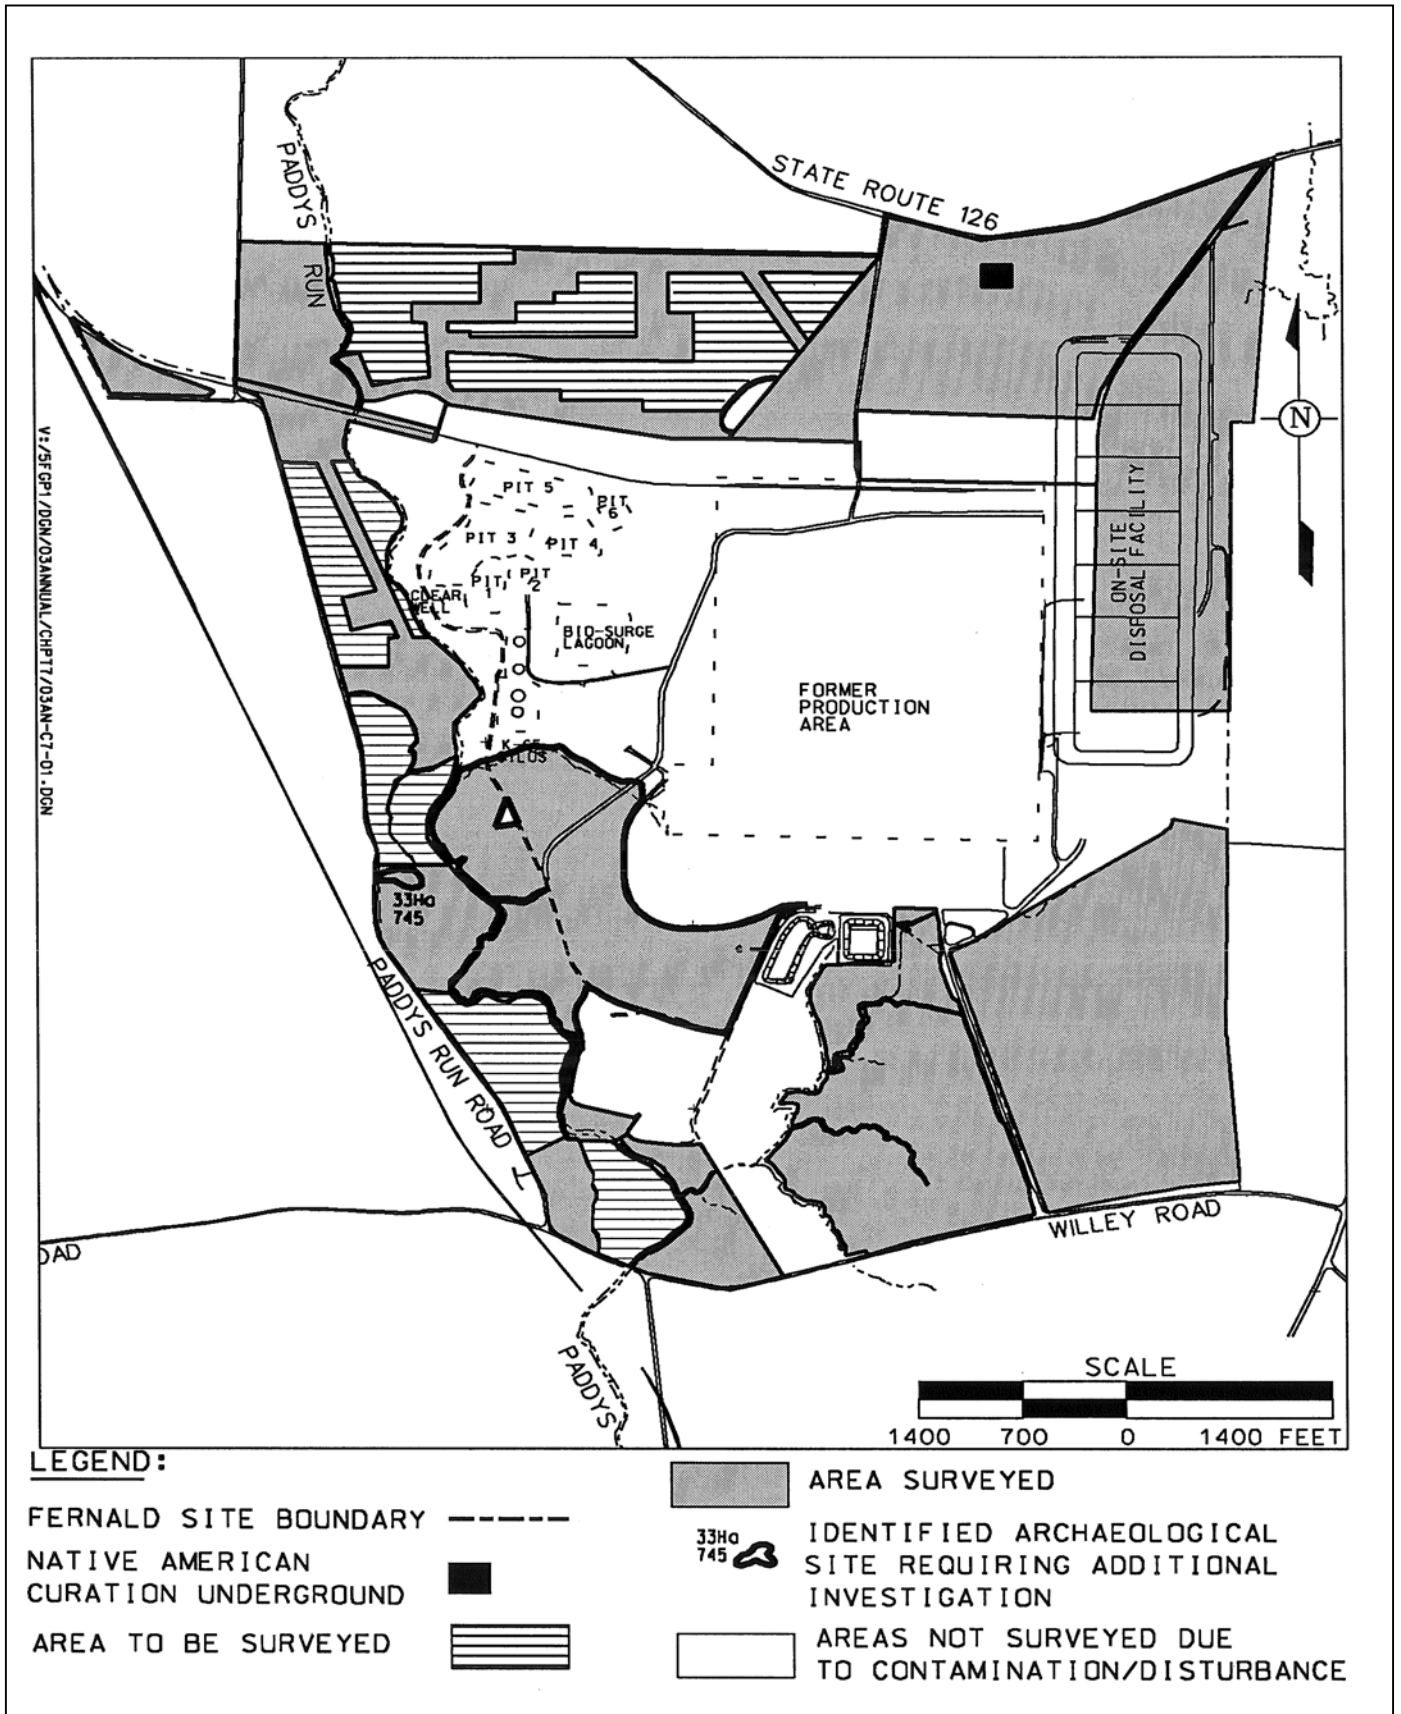 PADDYS
RUN
STATE ROUTE 126
N
V:/5FGP1/DGN/03ANNUAL/CHPT7/03AN-C7-01.DGN
PIT 5
PIT
6
PIT 3
PIT 4
PIT
1
PIT
2
CLEAR
WELL
BIO-SURGE
LAGOON
ON-SITE
DISPOSAL FACILITY
FORMER
PRODUCTION
AREA
SILOS
33Ha
745
PADDYS RUN ROAD
WILLEY ROAD
OAD
PADDYS
SCALE
1400 700 0 1400 FEET
LEGEND:
FERNALD SITE BOUNDARY
NATIVE AMERICAN
CURATION UNDERGROUND
AREA TO BE SURVEYED
AREA SURVEYED
33Ha
745
IDENTIFIED ARCHAEOLOGICAL
SITE REQUIRING ADDITIONAL
INVESTIGATION
AREAS NOT SURVEYED DUE
TO CONTAMINATION/DISTURBANCE